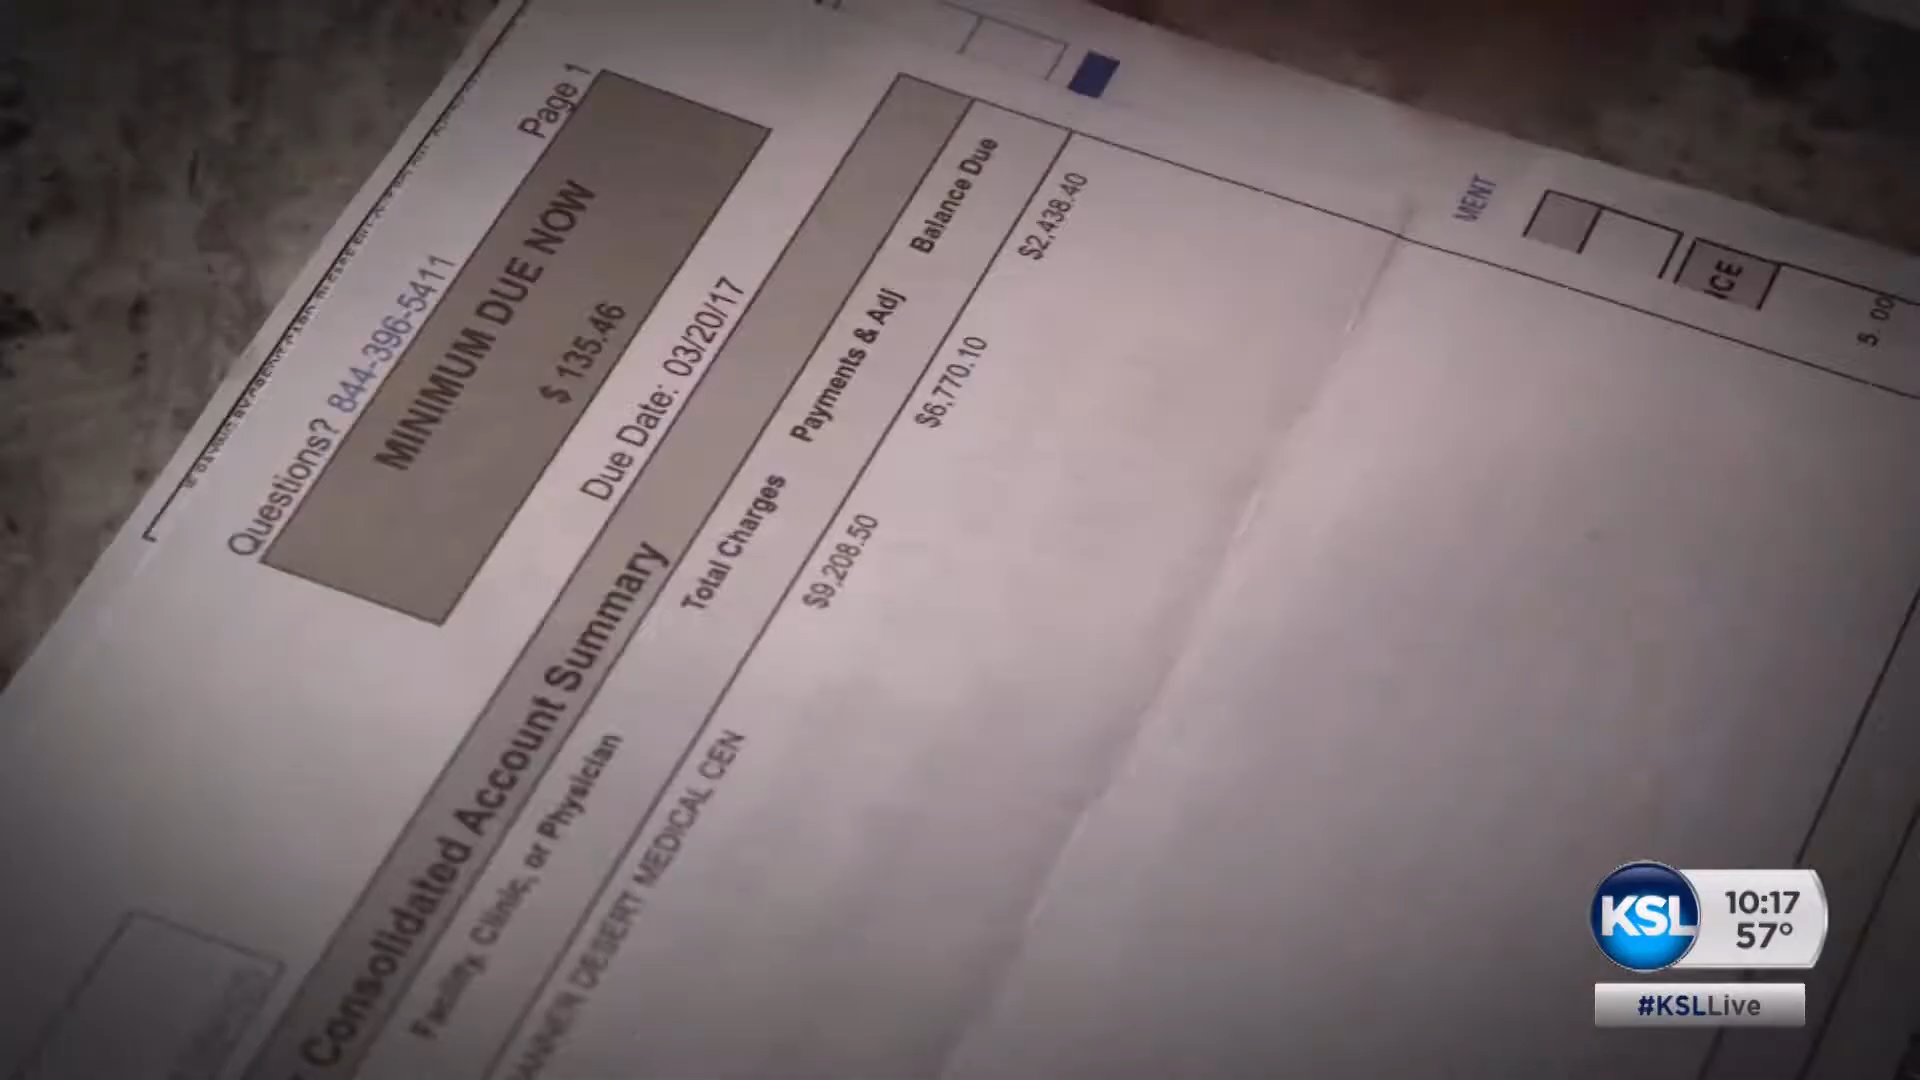 Questions? 844-396-5411 Page 1
MINIMUM DUE NOW
$ 135.46
Due Date: 03/20/17
Consolidated Account Summary
Facility, Clinic, or Physician Total Charges Payments & Adj Balance Due
ANNER DESERT MEDICAL CEN $9,208.50 $6,770.10 $2,438.40
MENT
ICE
5.00
KSL
10:17
57°
#KSLLive